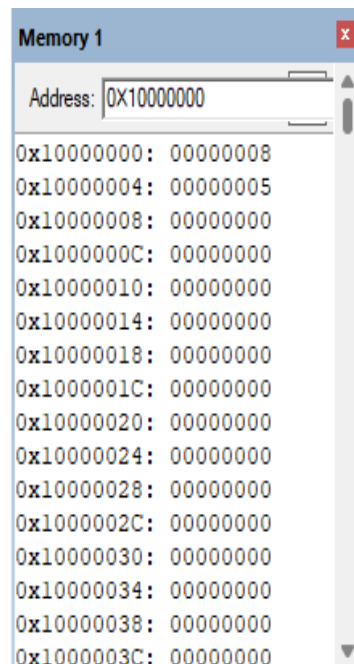 Memory 1
Address: 0X10000000
0x10000000: 00000008
0x10000004: 00000005
0x10000008: 00000000
0x1000000C: 00000000
0x10000010: 00000000
0x10000014: 00000000
0x10000018: 00000000
0x1000001C: 00000000
0x10000020: 00000000
0x10000024: 00000000
0x10000028: 00000000
0x1000002C: 00000000
0x10000030: 00000000
0x10000034: 00000000
0x10000038: 00000000
0x1000003C: 00000000